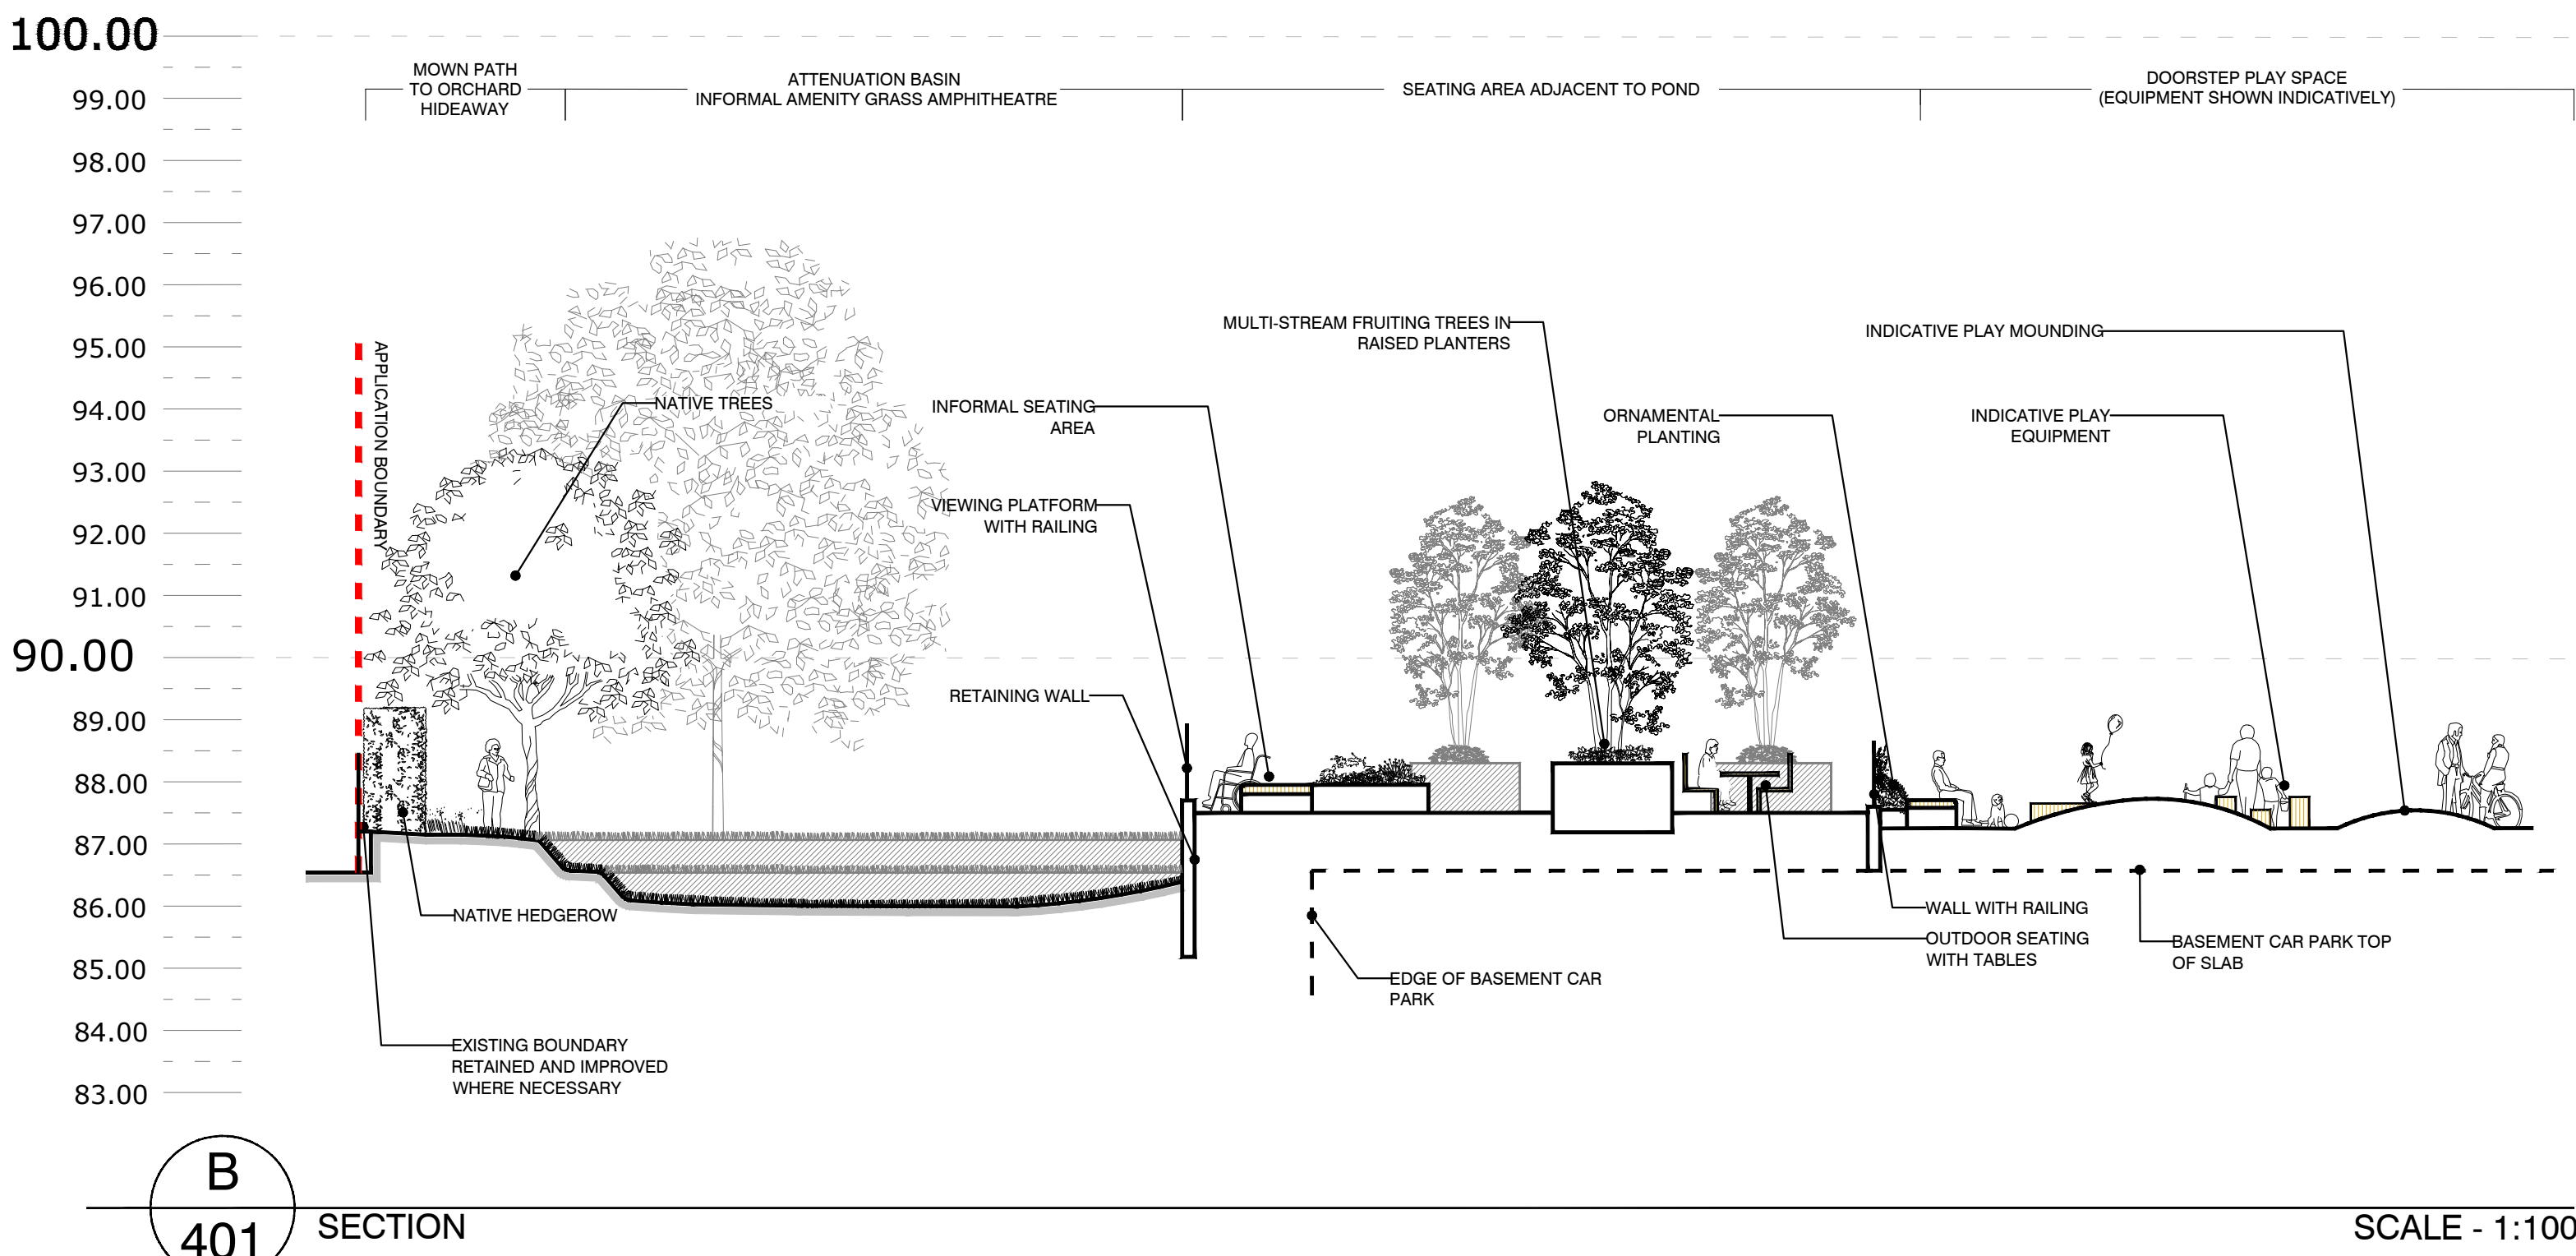 100.00
99.00
98.00
97.00
96.00
95.00
94.00
93.00
92.00
91.00
90.00
89.00
88.00
87.00
86.00
85.00
84.00
83.00
MOWN PATH
TO ORCHARD
HIDEAWAY
ATTENUATION BASIN
INFORMAL AMENITY GRASS AMPHITHEATRE
SEATING AREA ADJACENT TO POND
DOORSTEP PLAY SPACE
(EQUIPMENT SHOWN INDICATIVELY)
APPLICATION BOUNDARY
NATIVE TREES
INFORMAL SEATING
AREA
VIEWING PLATFORM
WITH RAILING
RETAINING WALL
MULTI-STREAM FRUITING TREES IN
RAISED PLANTERS
ORNAMENTAL
PLANTING
INDICATIVE PLAY MOUNDING
INDICATIVE PLAY
EQUIPMENT
NATIVE HEDGEROW
EXISTING BOUNDARY
RETAINED AND IMPROVED
WHERE NECESSARY
EDGE OF BASEMENT CAR
PARK
WALL WITH RAILING
OUTDOOR SEATING
WITH TABLES
BASEMENT CAR PARK TOP
OF SLAB
B
401
SECTION
SCALE - 1:100